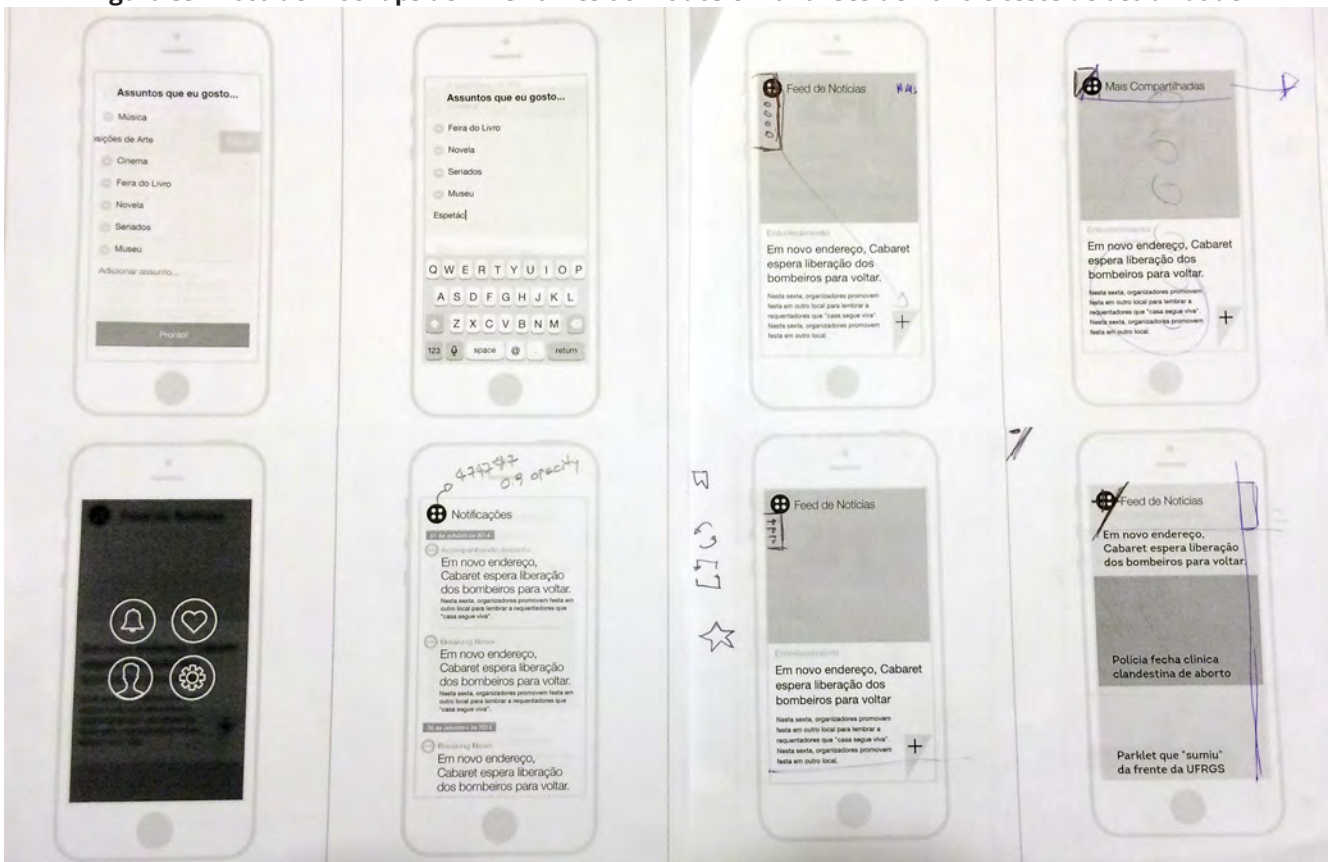 Assuntos que eu gosto...
Música
sições de Arte
Cinema
Feira do Livro
Novela
Seriados
Museu
Adicionar assunto...
Pronto!
Assuntos que eu gosto...
Feira do Livro
Novela
Seriados
Museu
Espetác
Q W E R T Y U I O P
A S D F G H J K L
Z X C V B N M
123 space @ . return
Feed de Notícias
Entretenimento
Em novo endereço, Cabaret
espera liberação dos
bombeiros para voltar.
Nesta sexta, organizadores promovem
festa em outro local para lembrar a
requentadores que "casa segue viva".
Nesta sexta, organizadores promovem
festa em outro local.
+
Mais Compartilhadas
Entretenimento
Em novo endereço, Cabaret
espera liberação dos
bombeiros para voltar.
Nesta sexta, organizadores promovem
festa em outro local para lembrar a
requentadores que "casa segue viva".
Nesta sexta, organizadores promovem
festa em outro local.
+
Feed de Notícias
474747
0.9 opacity
Notificações
Acompanhando Assunto
Em novo endereço,
Cabaret espera liberação
dos bombeiros para voltar.
Nesta sexta, organizadores promovem festa em
outro local para lembrar a requentadores que
"casa segue viva".
Breaking News
Em novo endereço,
Cabaret espera liberação
dos bombeiros para voltar.
Nesta sexta, organizadores promovem festa em
outro local para lembrar a requentadores que
"casa segue viva".
Breaking News
Em novo endereço,
Cabaret espera liberação
dos bombeiros para voltar.
Feed de Notícias
Entretenimento
Em novo endereço, Cabaret
espera liberação dos
bombeiros para voltar
Nesta sexta, organizadores promovem
festa em outro local para lembrar a
requentadores que "casa segue viva".
Nesta sexta, organizadores promovem
festa em outro local.
+
Feed de Notícias
Em novo endereço,
Cabaret espera liberação
dos bombeiros para voltar.
Polícia fecha clínica
clandestina de aborto
Parklet que "sumiu"
da frente da UFRGS